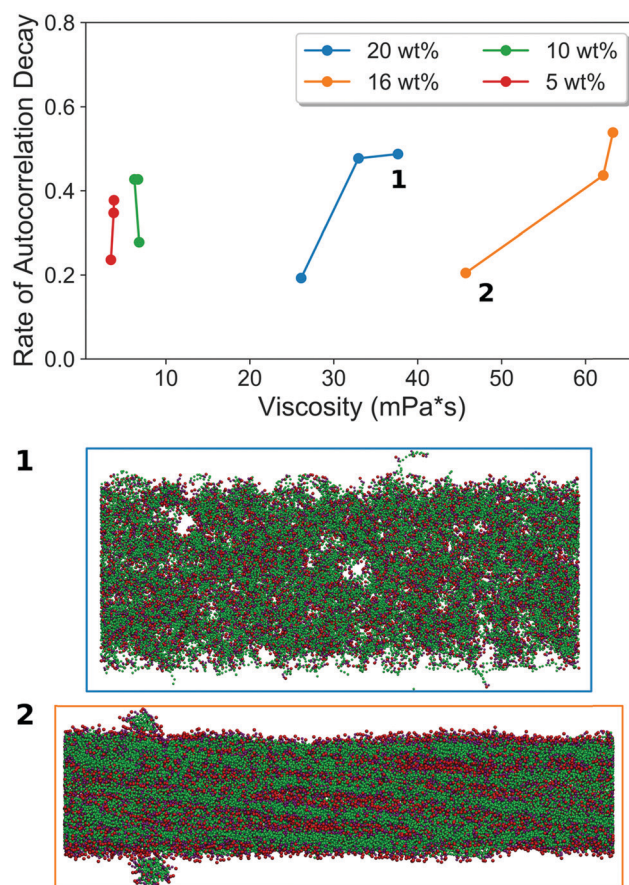 0.8
0.6
0.4
0.2
0.0
Rate of Autocorrelation Decay
20 wt% 10 wt%
16 wt% 5 wt%
1
2
10 20 30 40 50 60
Viscosity (mPa*s)
1
2